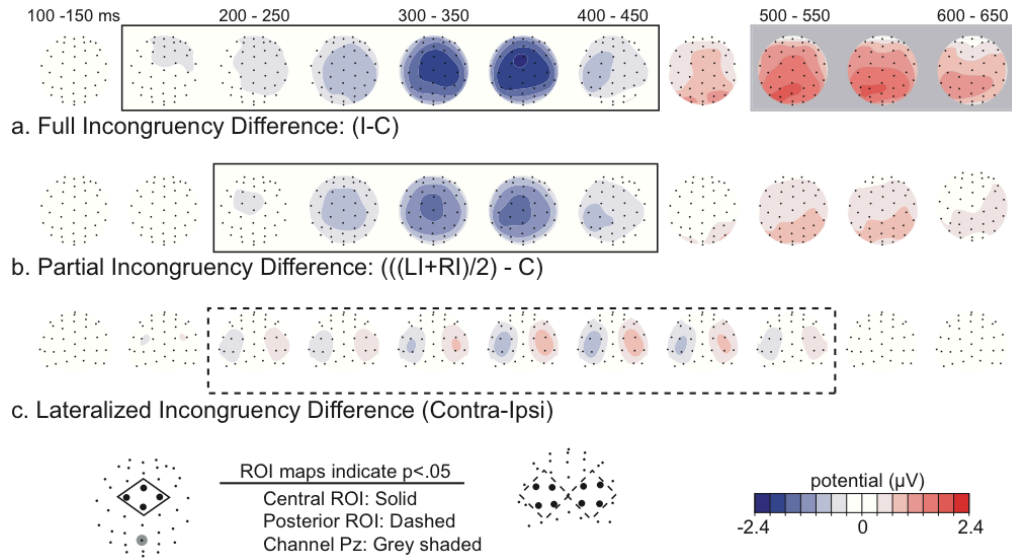 100 -150 ms 200 - 250 300 - 350 400 - 450 500 - 550 600 - 650
a. Full Incongruency Difference: (I-C)
b. Partial Incongruency Difference: (((LI+RI)/2) - C)
c. Lateralized Incongruency Difference (Contra-Ipsi)
ROI maps indicate p<.05
Central ROI: Solid
Posterior ROI: Dashed
Channel Pz: Grey shaded
potential (µV)
-2.4 0 2.4